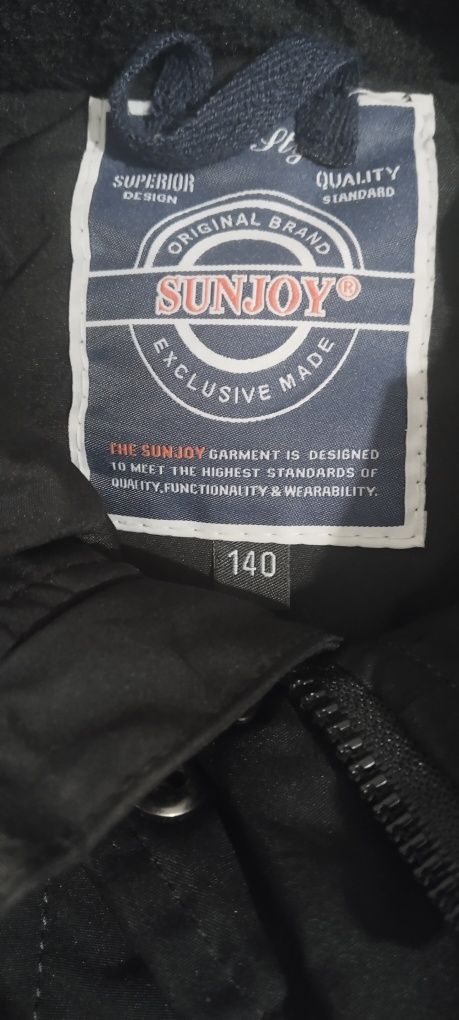 SUPERIOR
DESIGN
QUALITY
STANDARD
ORIGINAL BRAND
SUNJOY®
EXCLUSIVE MADE
THE SUNJOY GARMENT IS DESIGNED
TO MEET THE HIGHEST STANDARDS OF
QUALITY, FUNCTIONALITY & WEARABILITY.
140